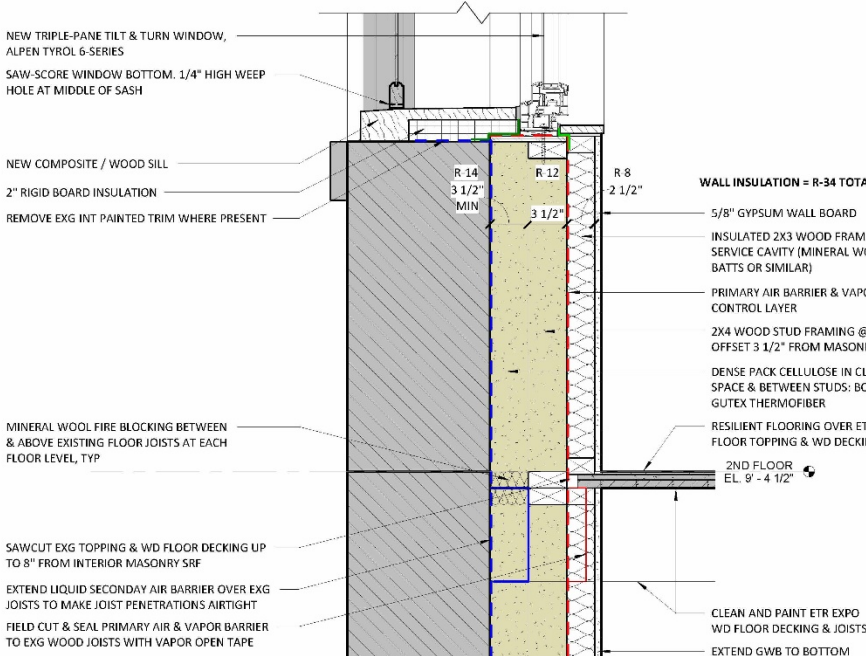 NEW TRIPLE-PANE TILT & TURN WINDOW,
ALPEN TYROL 6-SERIES
SAW-SCORE WINDOW BOTTOM. 1/4" HIGH WEEP
HOLE AT MIDDLE OF SASH
NEW COMPOSITE / WOOD SILL
2" RIGID BOARD INSULATION
REMOVE EXG INT PAINTED TRIM WHERE PRESENT
MINERAL WOOL FIRE BLOCKING BETWEEN
& ABOVE EXISTING FLOOR JOISTS AT EACH
FLOOR LEVEL, TYP
SAWCUT EXG TOPPING & WD FLOOR DECKING UP
TO 8" FROM INTERIOR MASONRY SRF
EXTEND LIQUID SECONDAY AIR BARRIER OVER EXG
JOISTS TO MAKE JOIST PENETRATIONS AIRTIGHT
FIELD CUT & SEAL PRIMARY AIR & VAPOR BARRIER
TO EXG WOOD JOISTS WITH VAPOR OPEN TAPE
R-14
3 1/2"
MIN
R-12
3 1/2"
R-8
2 1/2"
WALL INSULATION = R-34 TOTA
5/8" GYPSUM WALL BOARD
INSULATED 2X3 WOOD FRAM
SERVICE CAVITY (MINERAL WO
BATTS OR SIMILAR)
PRIMARY AIR BARRIER & VAPO
CONTROL LAYER
2X4 WOOD STUD FRAMING @
OFFSET 3 1/2" FROM MASON
DENSE PACK CELLULOSE IN CL
SPACE & BETWEEN STUDS: BO
GUTEX THERMOFIBER
RESILIENT FLOORING OVER ET
FLOOR TOPPING & WD DECKI
2ND FLOOR
EL. 9' - 4 1/2"
CLEAN AND PAINT ETR EXPO
WD FLOOR DECKING & JOISTS
EXTEND GWB TO BOTTOM